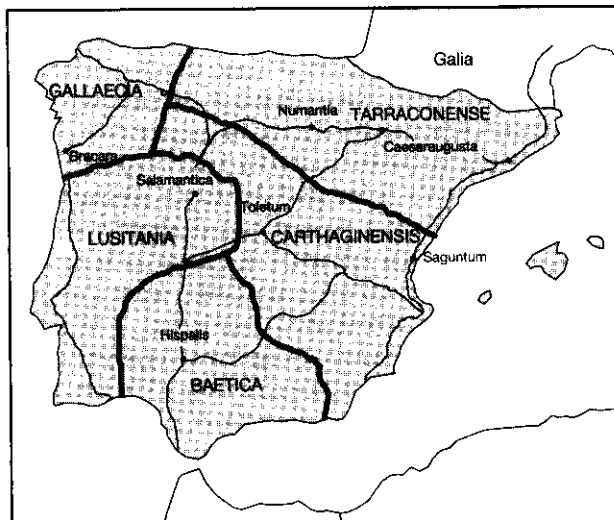 Galia
GALLAECIA
Numantia
TARRACONENSE
Caesaraugusta
Bracara
Salamantica
Toletum
LUSITANIA
CARTHAGINENSIS
Saguntum
Hispalis
BAETICA